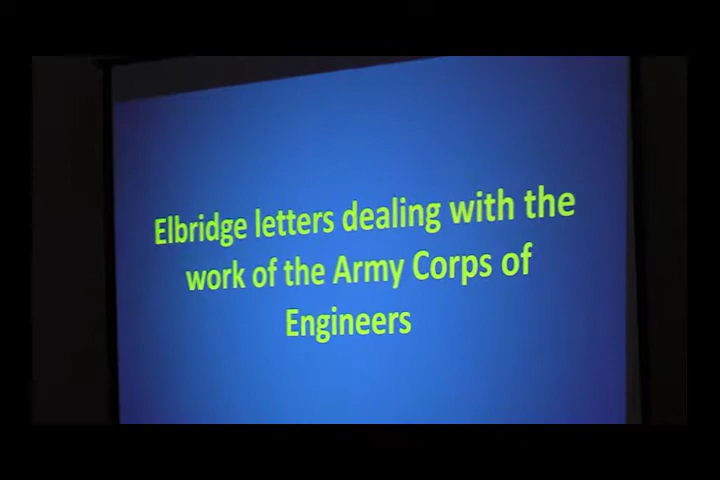 Elbridge letters dealing with the
work of the Army Corps of
Engineers